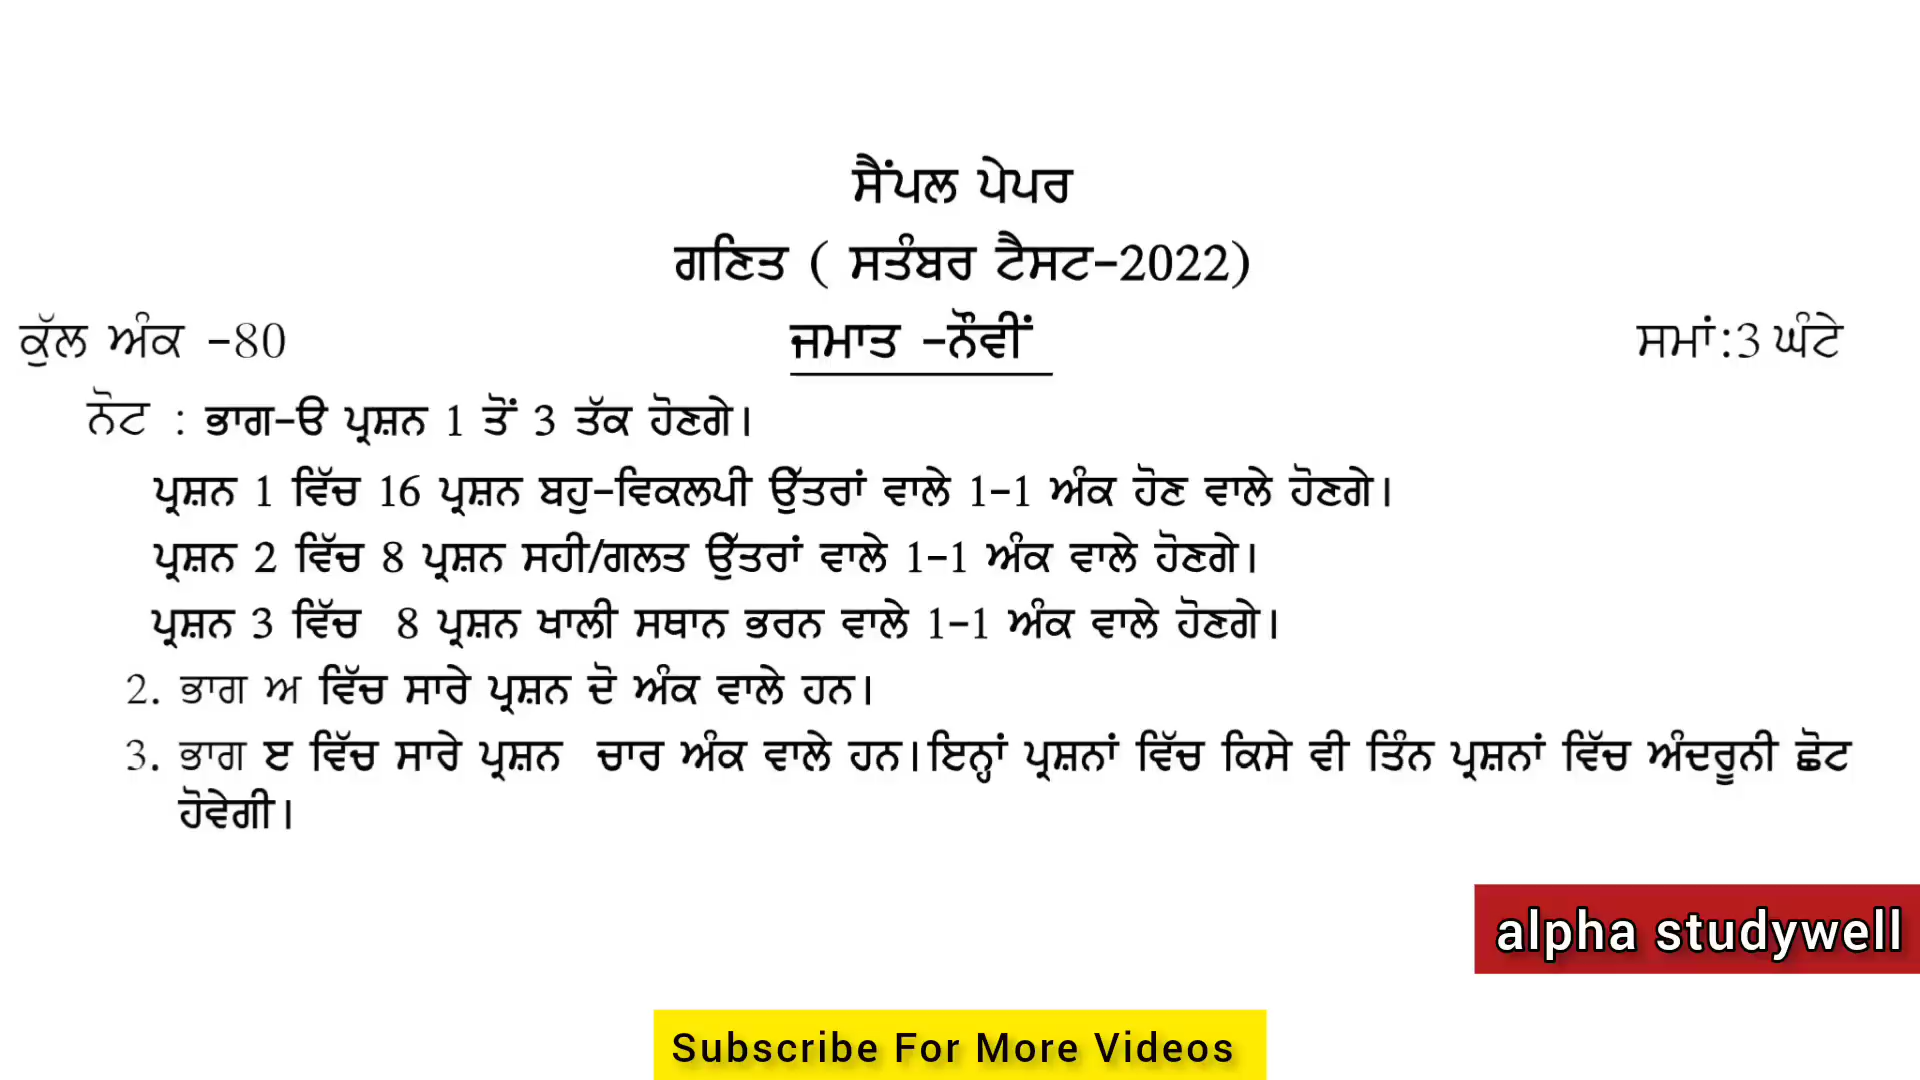 ਸੈਂਪਲ ਪੇਪਰ
ਗਣਿਤ ( ਸਤੰਬਰ ਟੈਸਟ-2022)
ਕੁੱਲ ਅੰਕ -80 ਜਮਾਤ -ਨੌਵੀਂ ਸਮਾਂ:3 ਘੰਟੇ
ਨੋਟ : ਭਾਗ-ੳ ਪ੍ਰਸ਼ਨ 1 ਤੋਂ 3 ਤੱਕ ਹੋਣਗੇ।
ਪ੍ਰਸ਼ਨ 1 ਵਿੱਚ 16 ਪ੍ਰਸ਼ਨ ਬਹੁ-ਵਿਕਲਪੀ ਉੱਤਰਾਂ ਵਾਲੇ 1-1 ਅੰਕ ਹੋਣ ਵਾਲੇ ਹੋਣਗੇ।
ਪ੍ਰਸ਼ਨ 2 ਵਿੱਚ 8 ਪ੍ਰਸ਼ਨ ਸਹੀ/ਗਲਤ ਉੱਤਰਾਂ ਵਾਲੇ 1-1 ਅੰਕ ਵਾਲੇ ਹੋਣਗੇ।
ਪ੍ਰਸ਼ਨ 3 ਵਿੱਚ 8 ਪ੍ਰਸ਼ਨ ਖਾਲੀ ਸਥਾਨ ਭਰਨ ਵਾਲੇ 1-1 ਅੰਕ ਵਾਲੇ ਹੋਣਗੇ।
2. ਭਾਗ ਅ ਵਿੱਚ ਸਾਰੇ ਪ੍ਰਸ਼ਨ ਦੋ ਅੰਕ ਵਾਲੇ ਹਨ।
3. ਭਾਗ ੲ ਵਿੱਚ ਸਾਰੇ ਪ੍ਰਸ਼ਨ ਚਾਰ ਅੰਕ ਵਾਲੇ ਹਨ।ਇਨ੍ਹਾਂ ਪ੍ਰਸ਼ਨਾਂ ਵਿੱਚ ਕਿਸੇ ਵੀ ਤਿੰਨ ਪ੍ਰਸ਼ਨਾਂ ਵਿੱਚ ਅੰਦਰੂਨੀ ਛੋਟ
ਹੋਵੇਗੀ।
alpha studywell
Subscribe For More Videos